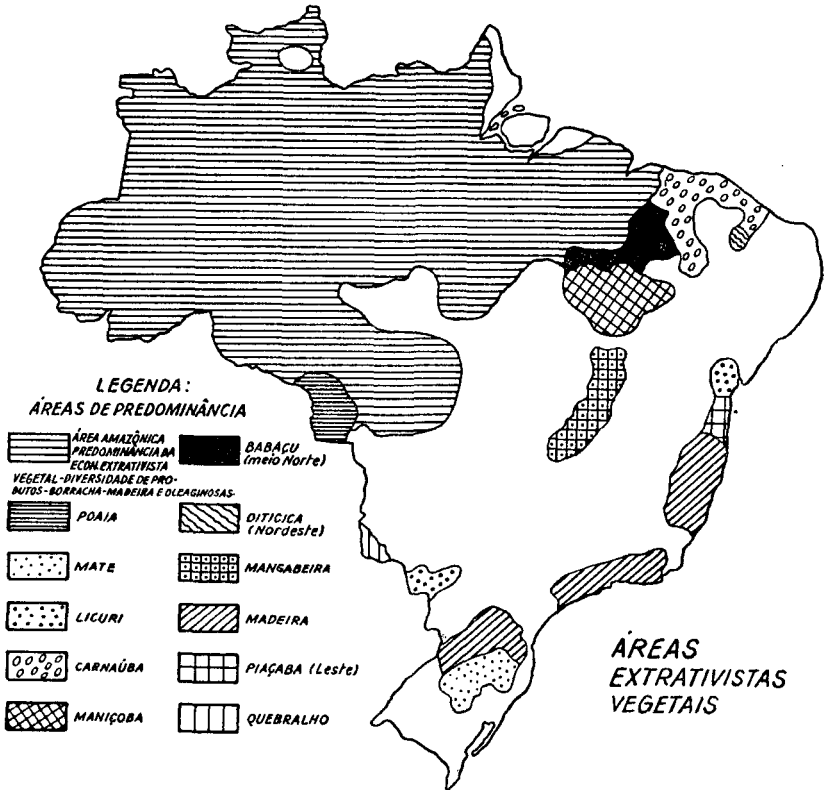 LEGENDA:
ÁREAS DE PREDOMINÂNCIA
ÁREA AMAZÔNICA
PREDOMINÂNCIA DA
ECON. EXTRATIVISTA
VEGETAL-DIVERSIDADE DE PRO-
BUTOS-BORRACHA-MADEIRA E OLEAGINOSAS.
BABAÇU
(meio Norte)
POAIA
OITICICA
(Nordeste)
MATE
MANGABEIRA
LICURI
MADEIRA
CARNAÚBA
PIAÇABA (Leste)
MANIÇOBA
QUEBRALHO
ÁREAS
EXTRATIVISTAS
VEGETAIS